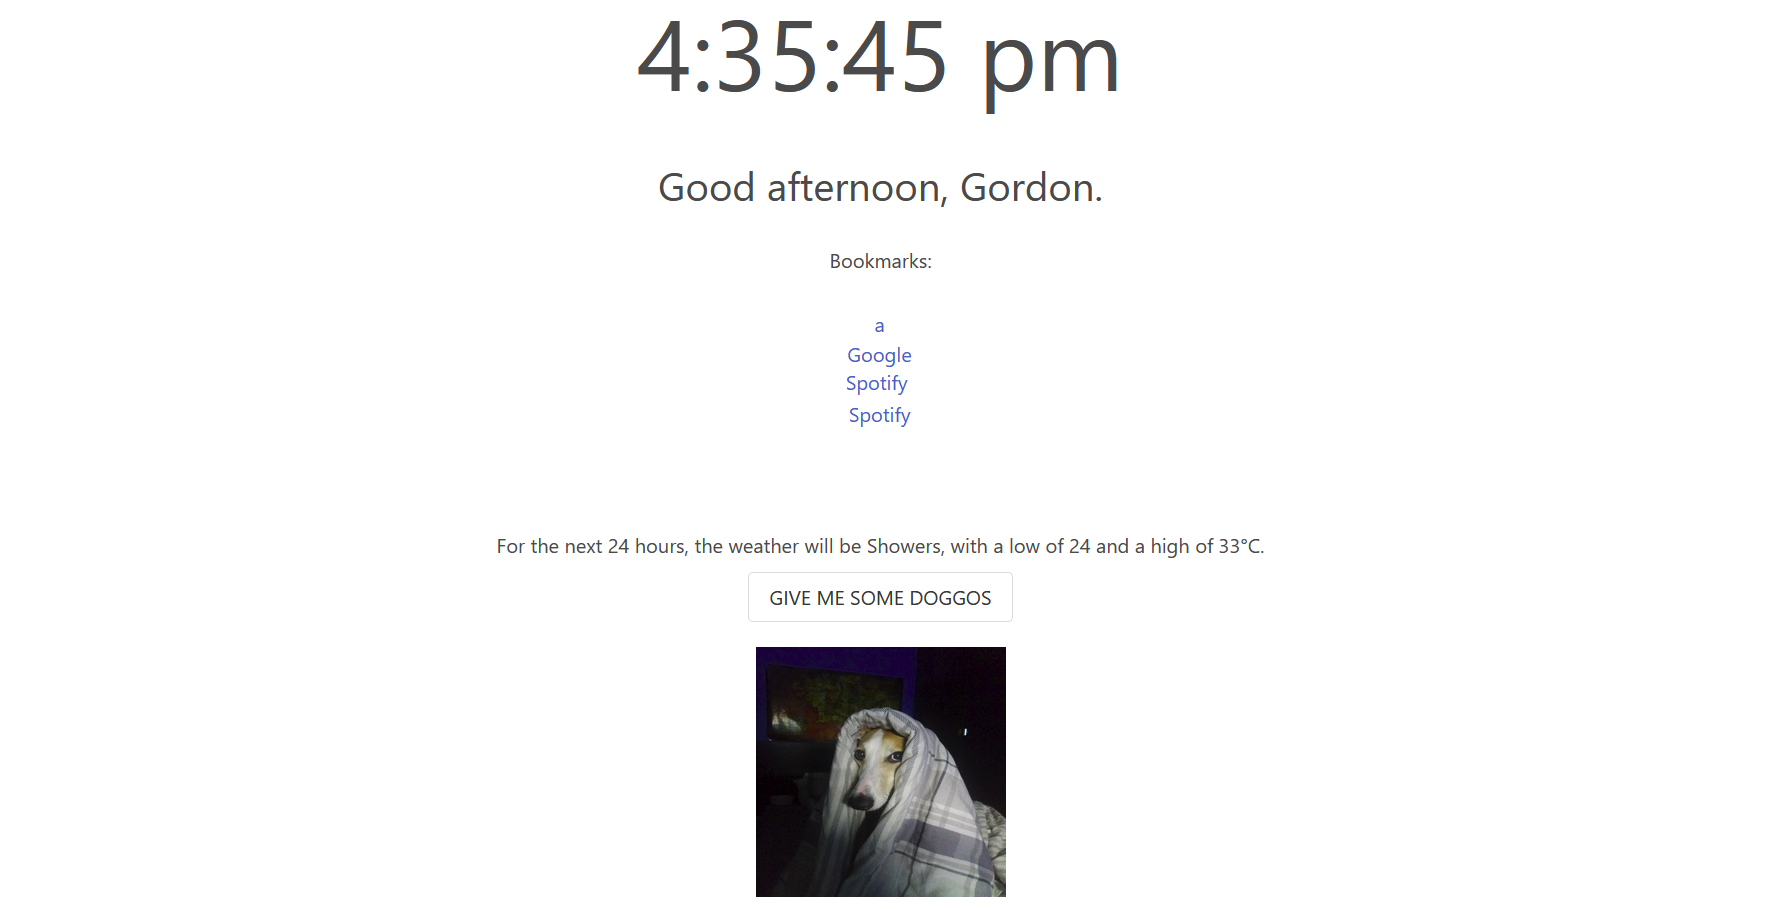 4:35:45 pm
Good afternoon, Gordon.
Bookmarks:
a
Google
Spotify
Spotify
For the next 24 hours, the weather will be Showers, with a low of 24 and a high of 33°C.
GIVE ME SOME DOGGOS